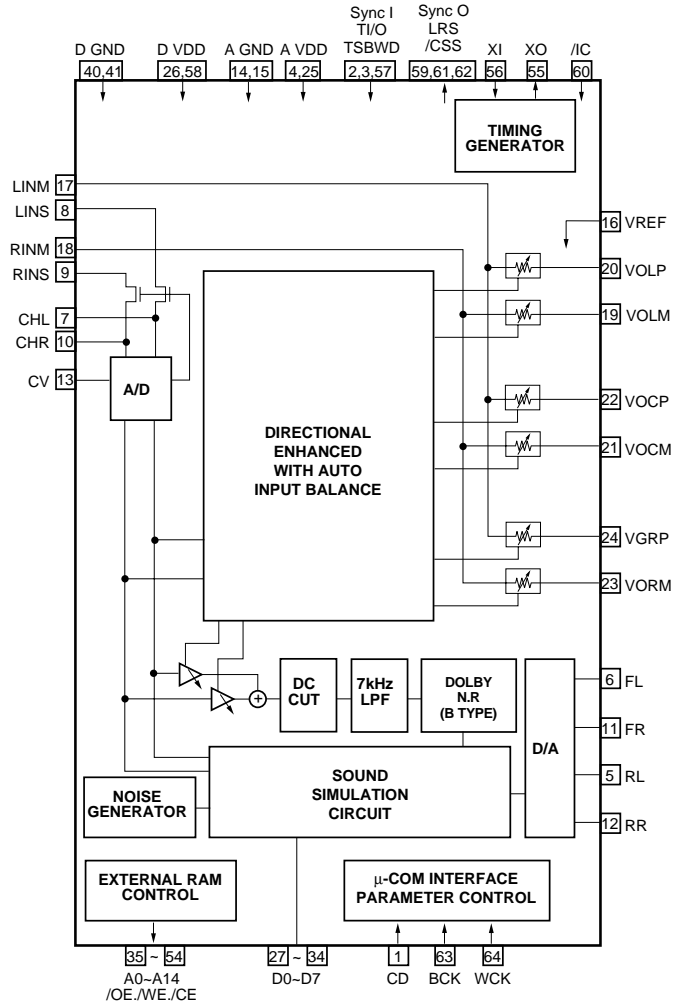 Sync I
TI/O
TSBWD
Sync O
LRS
/CSS
D GND
D VDD
A GND
A VDD
XI
XO
/IC
40,41
26,58
14,15
4,25
2,3,57
59,61,62
56
55
60
TIMING
GENERATOR
LINM 17
LINS 8
RINM 18
RINS 9
CHL 7
CHR 10
CV 13
A/D
16 VREF
20 VOLP
19 VOLM
22 VOCP
21 VOCM
24 VGRP
23 VORM
DIRECTIONAL
ENHANCED
WITH AUTO
INPUT BALANCE
+
DC
CUT
7kHz
LPF
DOLBY
N.R
(B TYPE)
D/A
6 FL
11 FR
5 RL
12 RR
NOISE
GENERATOR
SOUND
SIMULATION
CIRCUIT
EXTERNAL RAM
CONTROL
μ-COM INTERFACE
PARAMETER CONTROL
35 ~ 54
A0~A14
/OE./WE./CE
27 ~ 34
D0~D7
1
CD
63
BCK
64
WCK